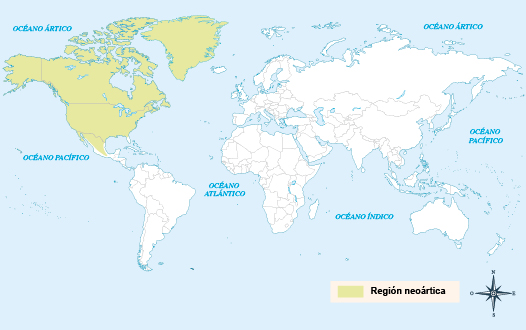 OCÉANO ÁRTICO
OCÉANO ÁRTICO
OCÉANO
PACÍFICO
OCÉANO PACÍFICO
OCÉANO
ATLÁNTICO
OCÉANO ÍNDICO
Región neoártica
N
O
E
S